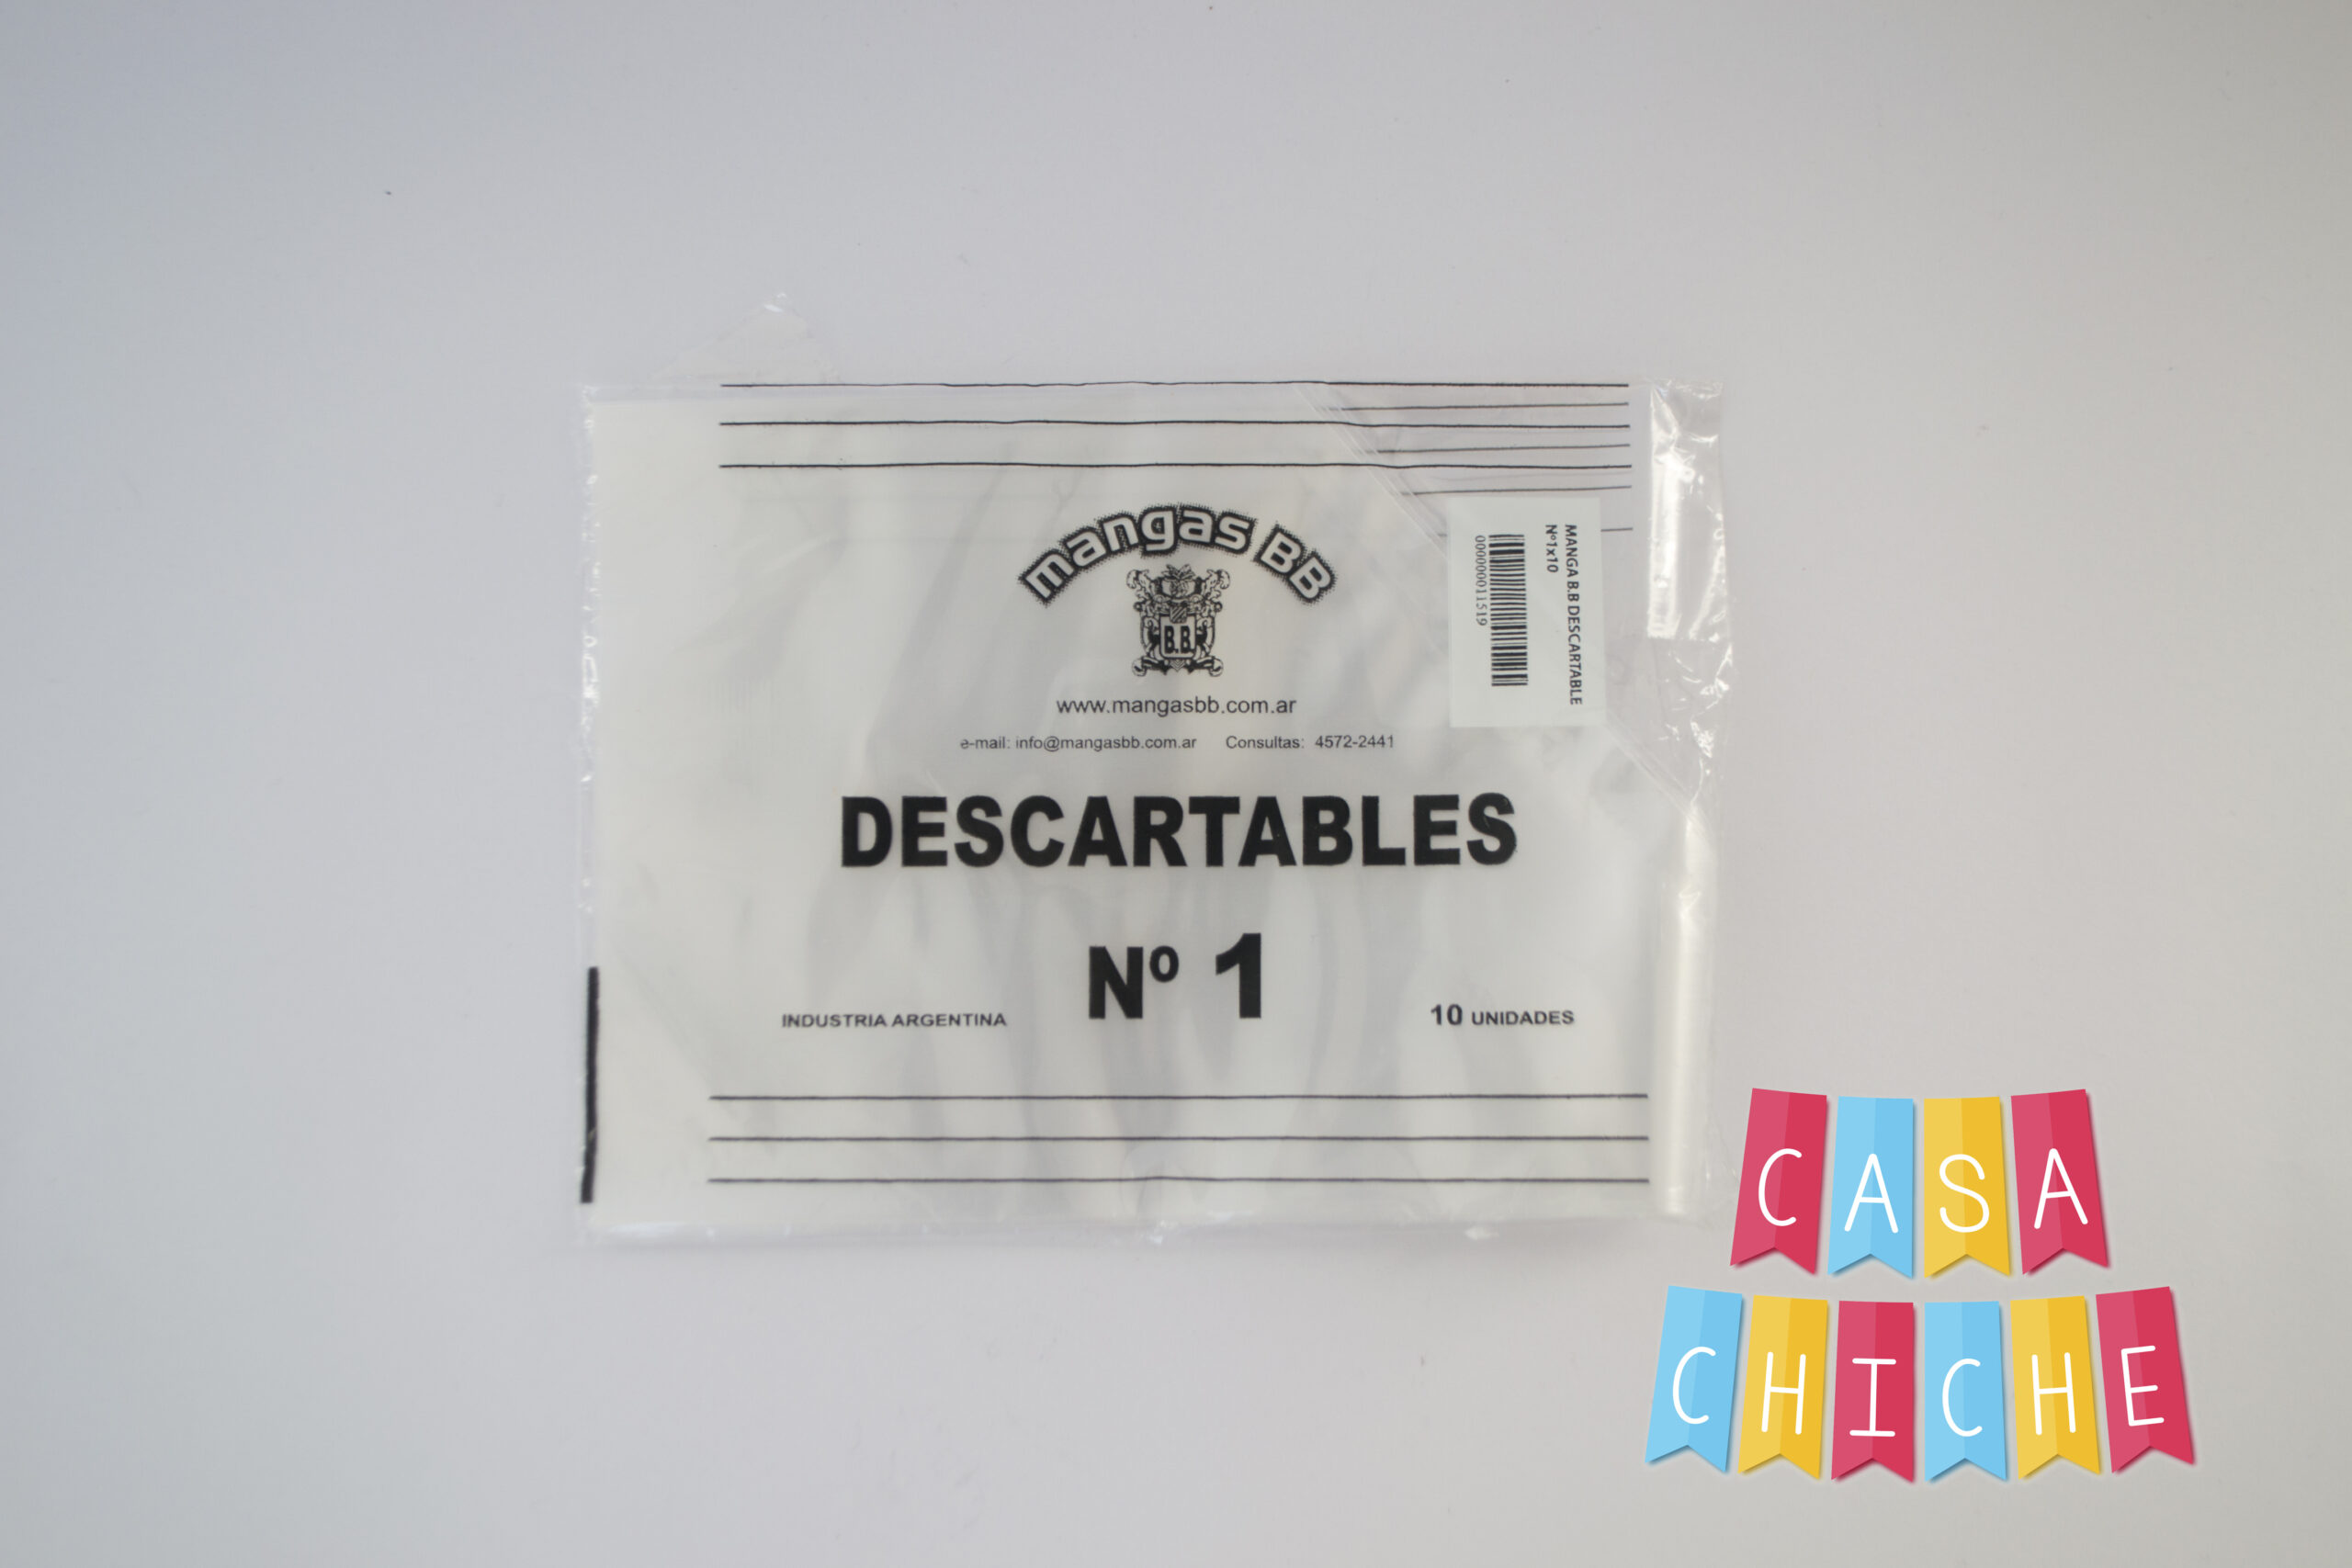 mangas BB
B.B.
www.mangasbb.com.ar
e-mail: info@mangasbb.com.ar Consultas: 4572-2441
DESCARTABLES
Nº 1
INDUSTRIA ARGENTINA
10 UNIDADES
MANGA B.B DESCARTABLE
Nº1x10
0000000011519
CASA
CHICHE